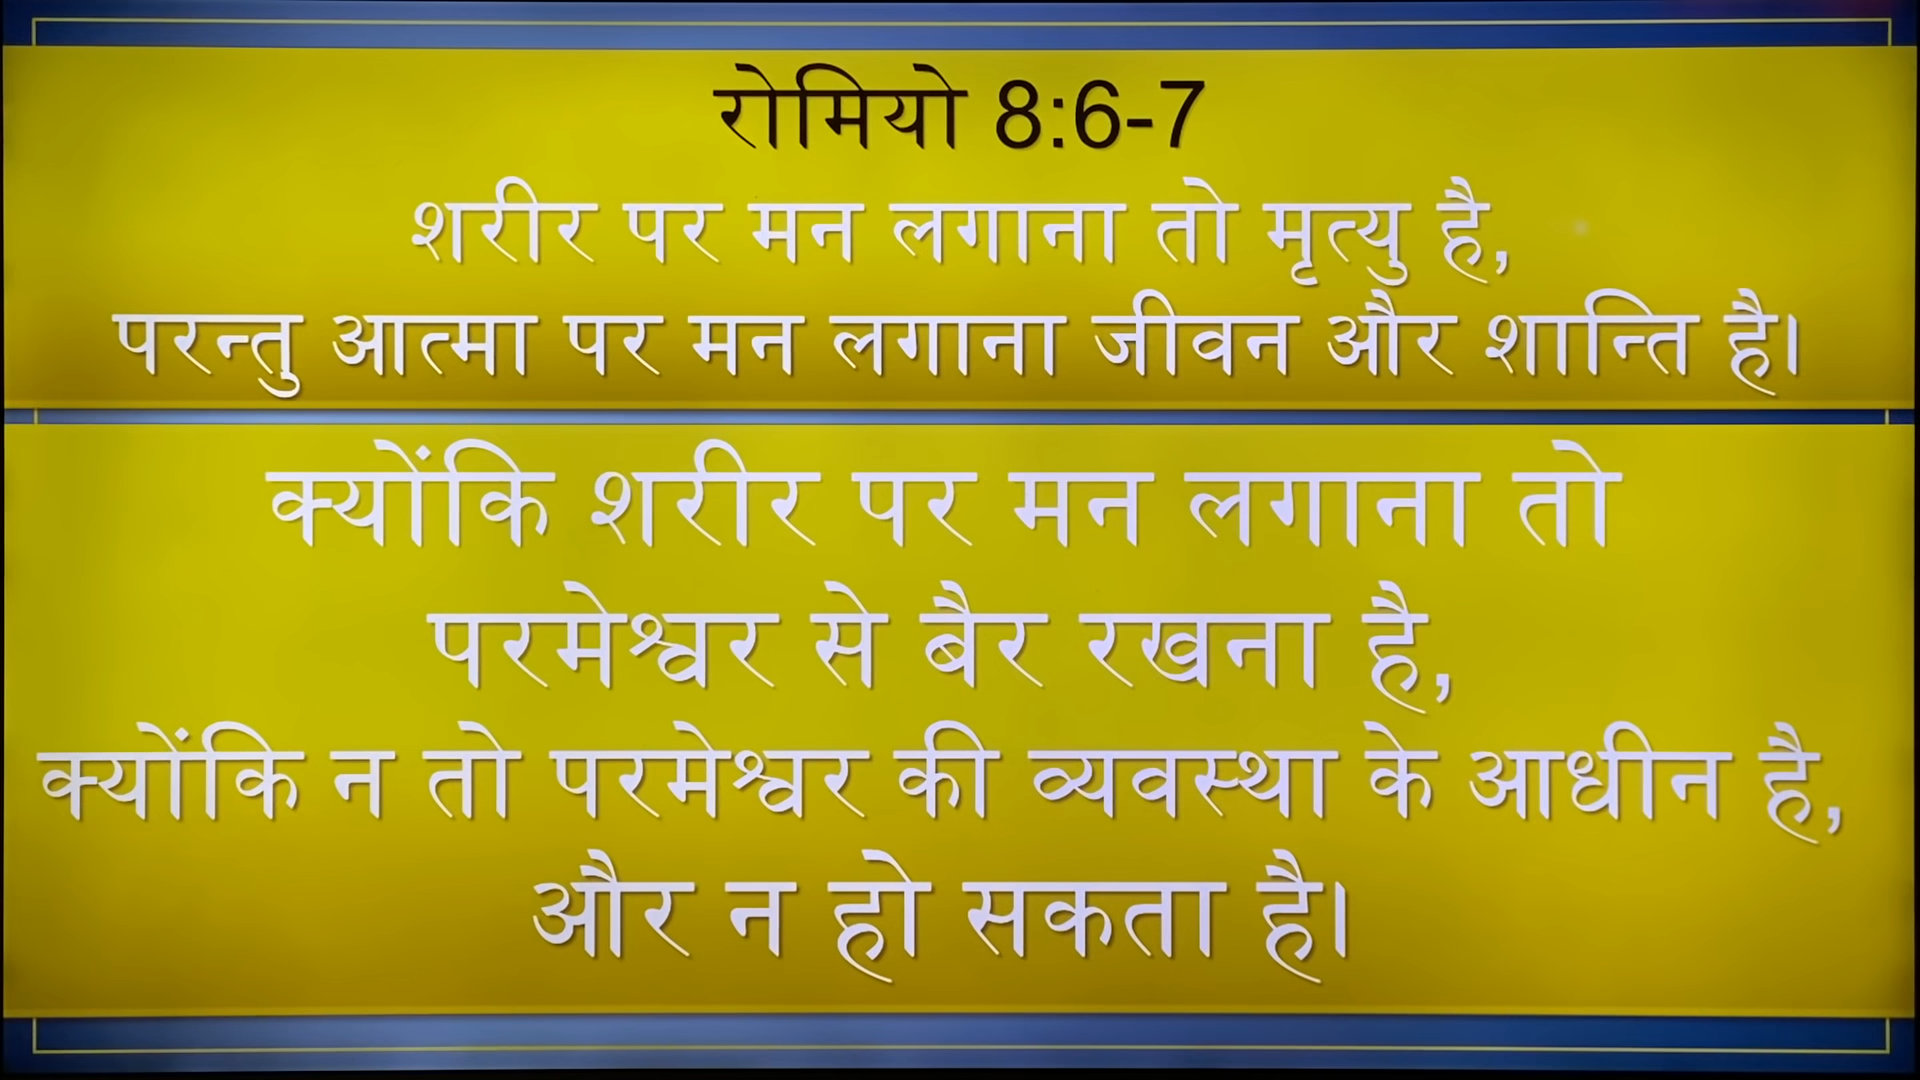 रोमियो 8:6-7
शरीर पर मन लगाना तो मृत्यु है,
परन्तु आत्मा पर मन लगाना जीवन और शान्ति है।
क्योंकि शरीर पर मन लगाना तो
परमेश्वर से बैर रखना है,
क्योंकि न तो परमेश्वर की व्यवस्था के आधीन है,
और न हो सकता है।